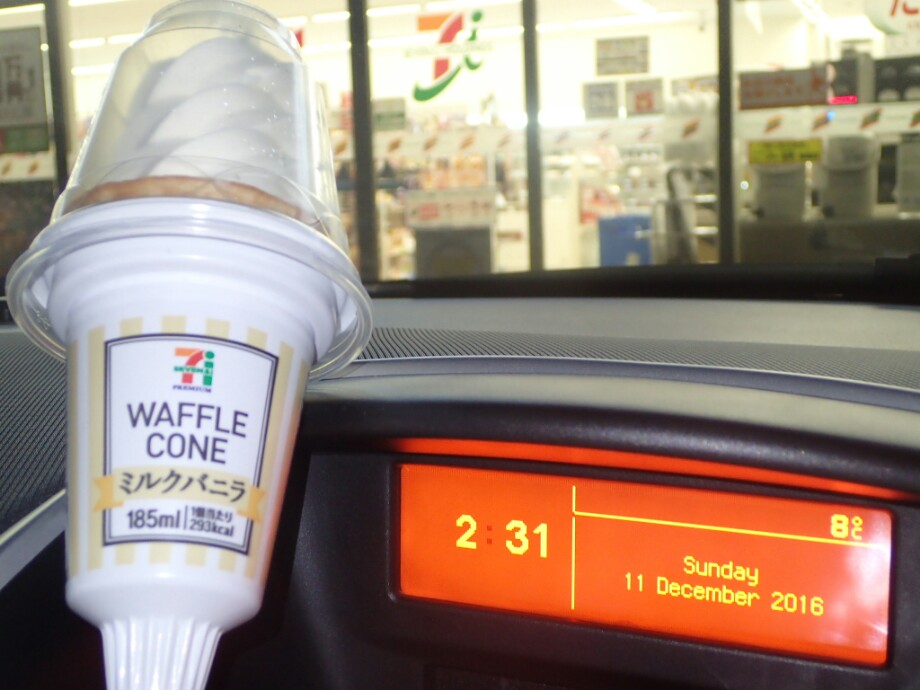 SEVEN & i
PREMIUM
WAFFLE
CONE
ミルクバニラ
185ml
1個当たり
293kcal
2:31
8°C
Sunday
11 December 2016